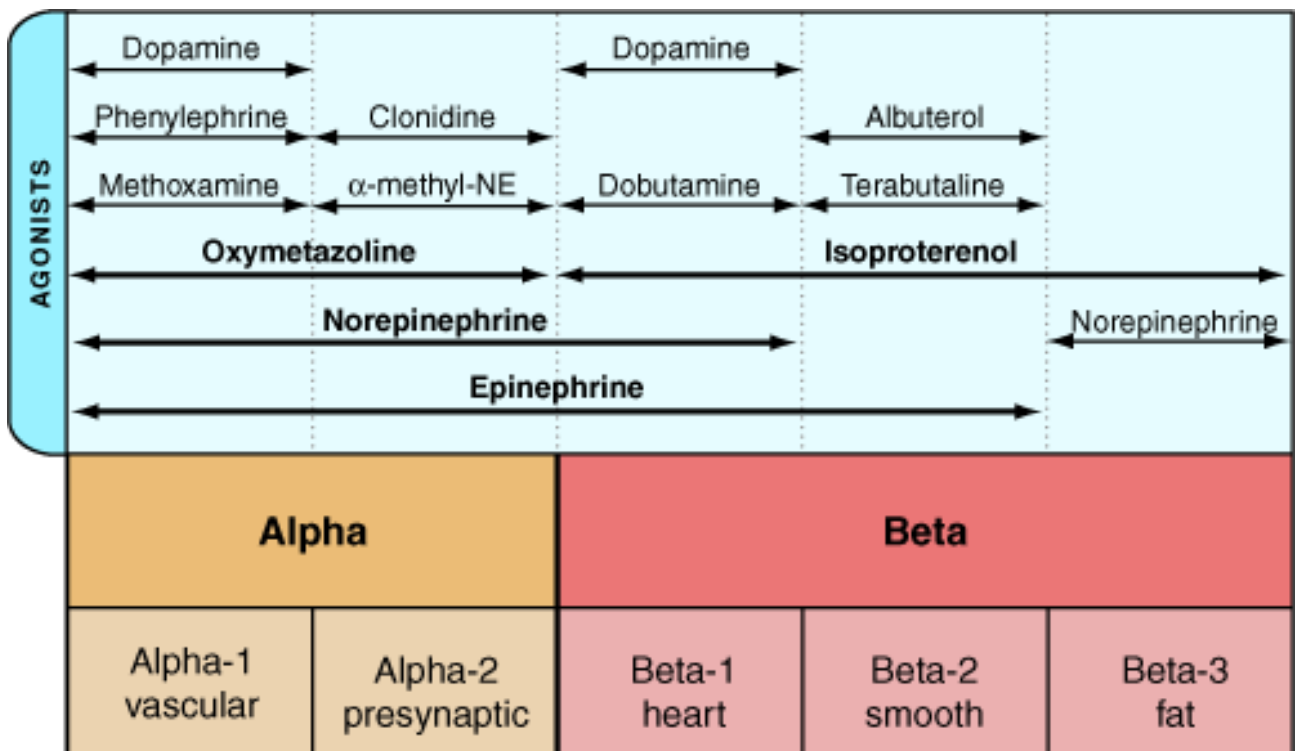 AGONISTS
Dopamine Dopamine
Phenylephrine Clonidine Albuterol
Methoxamine α-methyl-NE Dobutamine Terabutaline
Oxymetazoline Isoproterenol
Norepinephrine Norepinephrine
Epinephrine
Alpha Beta
Alpha-1
vascular
Alpha-2
presynaptic
Beta-1
heart
Beta-2
smooth
Beta-3
fat